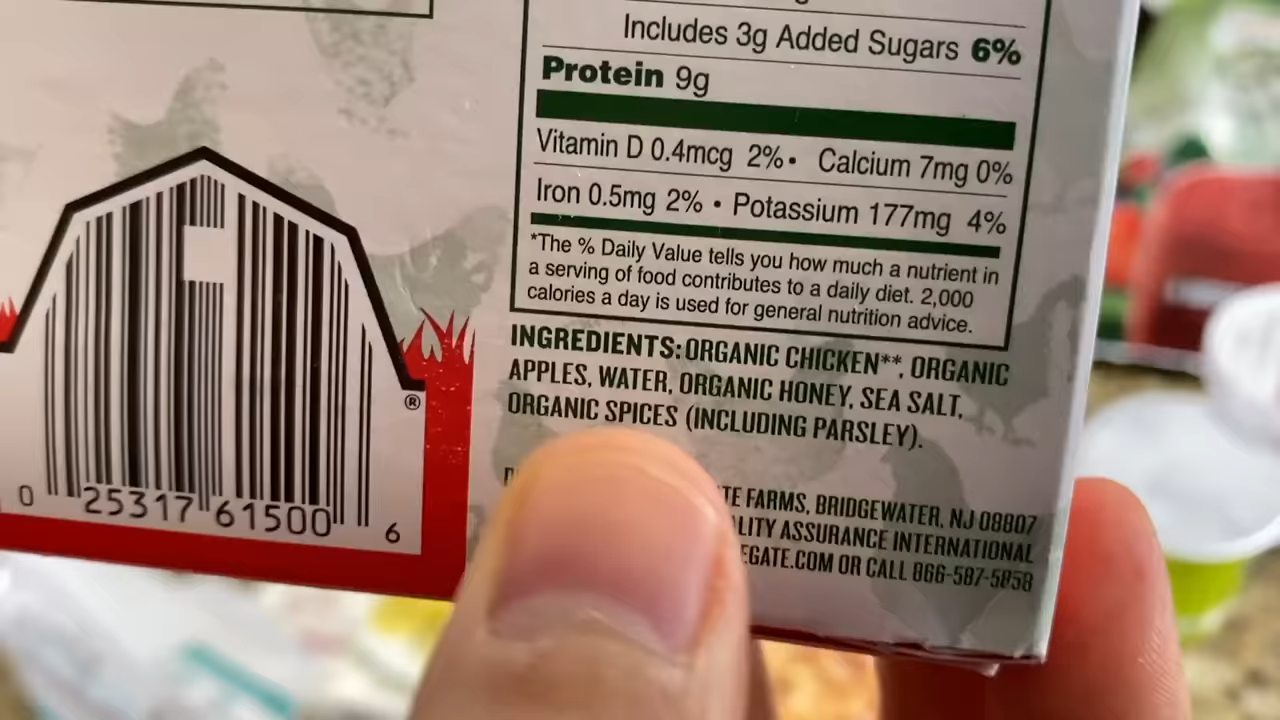 Includes 3g Added Sugars 6%
Protein 9g
Vitamin D 0.4mcg 2% • Calcium 7mg 0%
Iron 0.5mg 2% • Potassium 177mg 4%
*The % Daily Value tells you how much a nutrient in
a serving of food contributes to a daily diet. 2,000
calories a day is used for general nutrition advice.
INGREDIENTS: ORGANIC CHICKEN**, ORGANIC
APPLES, WATER, ORGANIC HONEY, SEA SALT,
ORGANIC SPICES (INCLUDING PARSLEY).
FARMS, BRIDGEWATER, NJ 08807
ASSURANCE INTERNATIONAL
OR CALL 866-587-5858
®
0 25317 61500 6